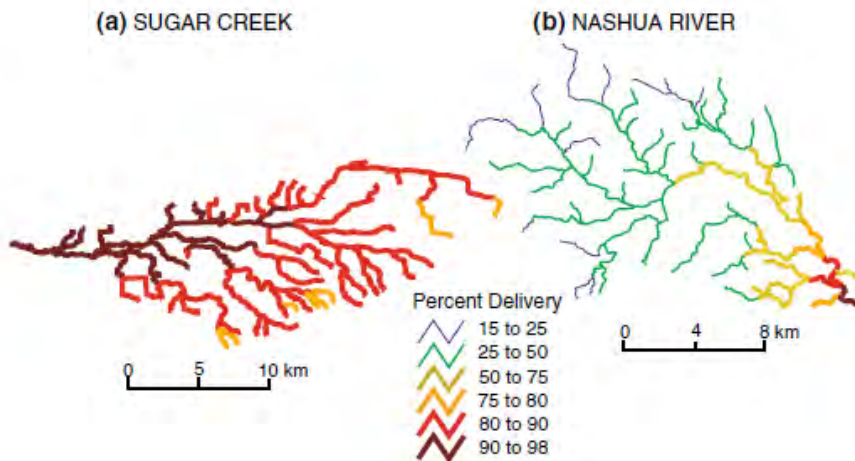 (a) SUGAR CREEK
(b) NASHUA RIVER
Percent Delivery
15 to 25
25 to 50
50 to 75
75 to 80
80 to 90
90 to 98
0 5 10 km
0 4 8 km